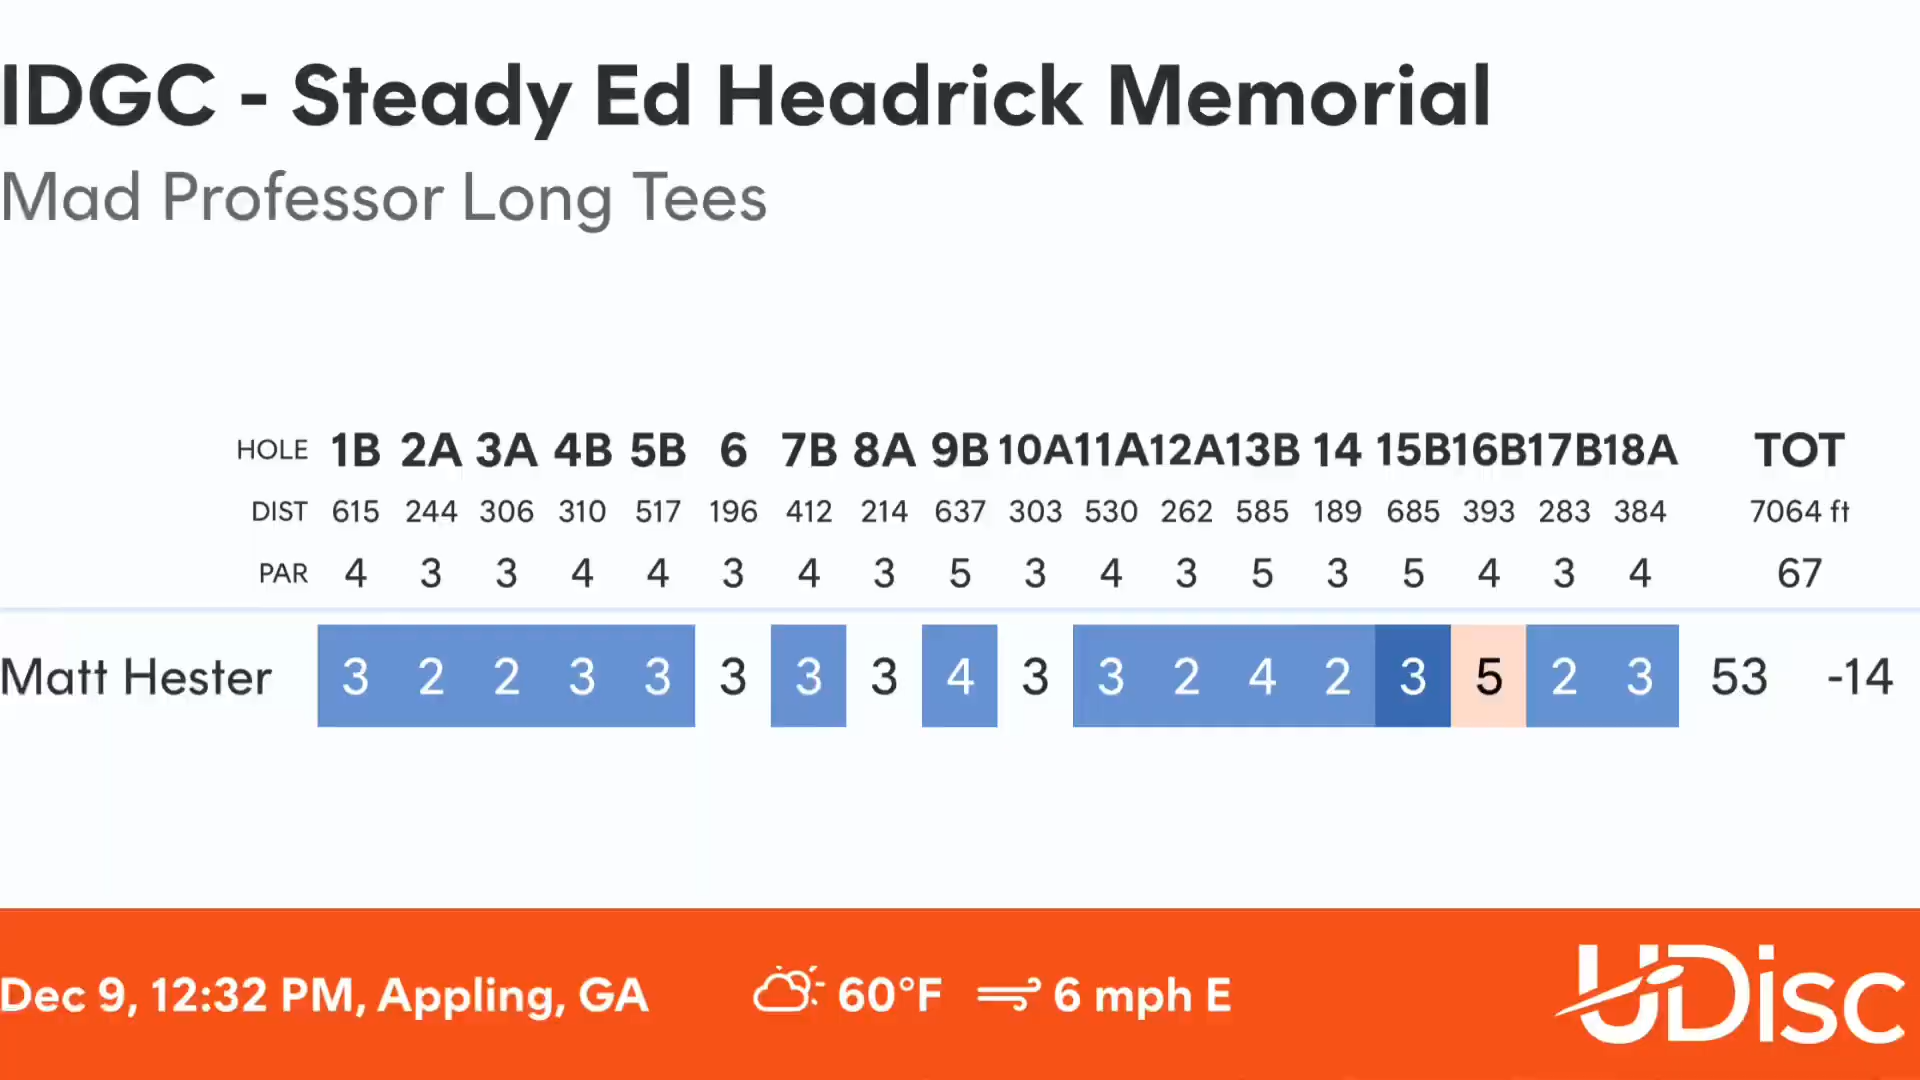 IDGC - Steady Ed Headrick Memorial
Mad Professor Long Tees
HOLE 1B 2A 3A 4B 5B 6 7B 8A 9B 10A 11A 12A 13B 14 15B 16B 17B 18A TOT
DIST 615 244 306 310 517 196 412 214 637 303 530 262 585 189 685 393 283 384 7064 ft
PAR 4 3 3 4 4 3 4 3 5 3 4 3 5 3 5 4 3 4 67
Matt Hester 3 2 2 3 3 3 3 3 4 3 3 2 4 2 3 5 2 3 53 -14
Dec 9, 12:32 PM, Appling, GA 60°F 6 mph E UDisc